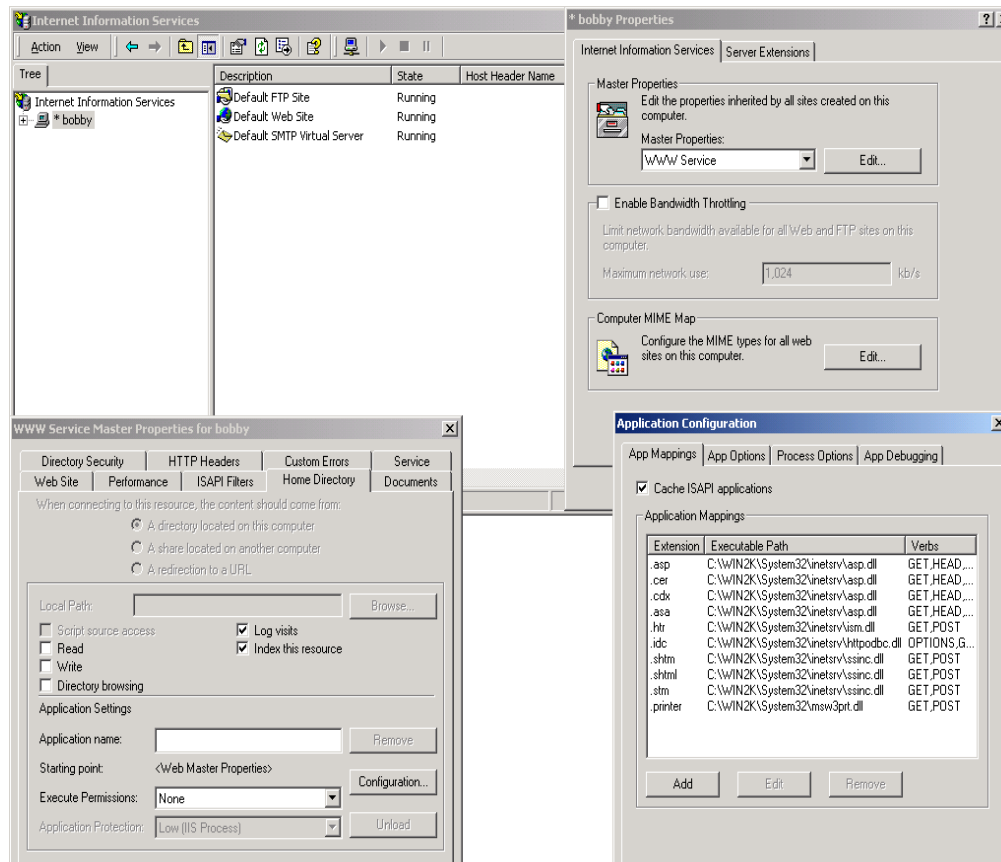 Internet Information Services
Action View
Tree
Internet Information Services
* bobby
Description State Host Header Name
Default FTP Site Running
Default Web Site Running
Default SMTP Virtual Server Running
* bobby Properties
Internet Information Services Server Extensions
Master Properties
Edit the properties inherited by all sites created on this
computer.
Master Properties:
WWW Service Edit...
Enable Bandwidth Throttling
Limit network bandwidth available for all Web and FTP sites on this
computer.
Maximum network use: 1,024 kb/s
Computer MIME Map
Configure the MIME types for all web
sites on this computer. Edit...
WWW Service Master Properties for bobby
Directory Security HTTP Headers Custom Errors Service
Web Site Performance ISAPI Filters Home Directory Documents
When connecting to this resource, the content should come from:
A directory located on this computer
A share located on another computer
A redirection to a URL
Local Path: Browse...
Script source access Log visits
Read Index this resource
Write
Directory browsing
Application Settings
Application name: Remove
Starting point: <Web Master Properties>
Configuration...
Execute Permissions: None
Application Protection: Low (IIS Process) Unload
Application Configuration
App Mappings App Options Process Options App Debugging
Cache ISAPI applications
Application Mappings
Extension Executable Path Verbs
.asp C:\WIN2K\System32\inetsrv\asp.dll GET,HEAD,...
.cer C:\WIN2K\System32\inetsrv\asp.dll GET,HEAD,...
.cdx C:\WIN2K\System32\inetsrv\asp.dll GET,HEAD,...
.asa C:\WIN2K\System32\inetsrv\asp.dll GET,HEAD,...
.htr C:\WIN2K\System32\inetsrv\ism.dll GET,POST
.idc C:\WIN2K\System32\inetsrv\httpodbc.dll OPTIONS,G...
.shtm C:\WIN2K\System32\inetsrv\ssinc.dll GET,POST
.shtml C:\WIN2K\System32\inetsrv\ssinc.dll GET,POST
.stm C:\WIN2K\System32\inetsrv\ssinc.dll GET,POST
.printer C:\WIN2K\System32\msw3prt.dll GET,POST
Add Edit Remove